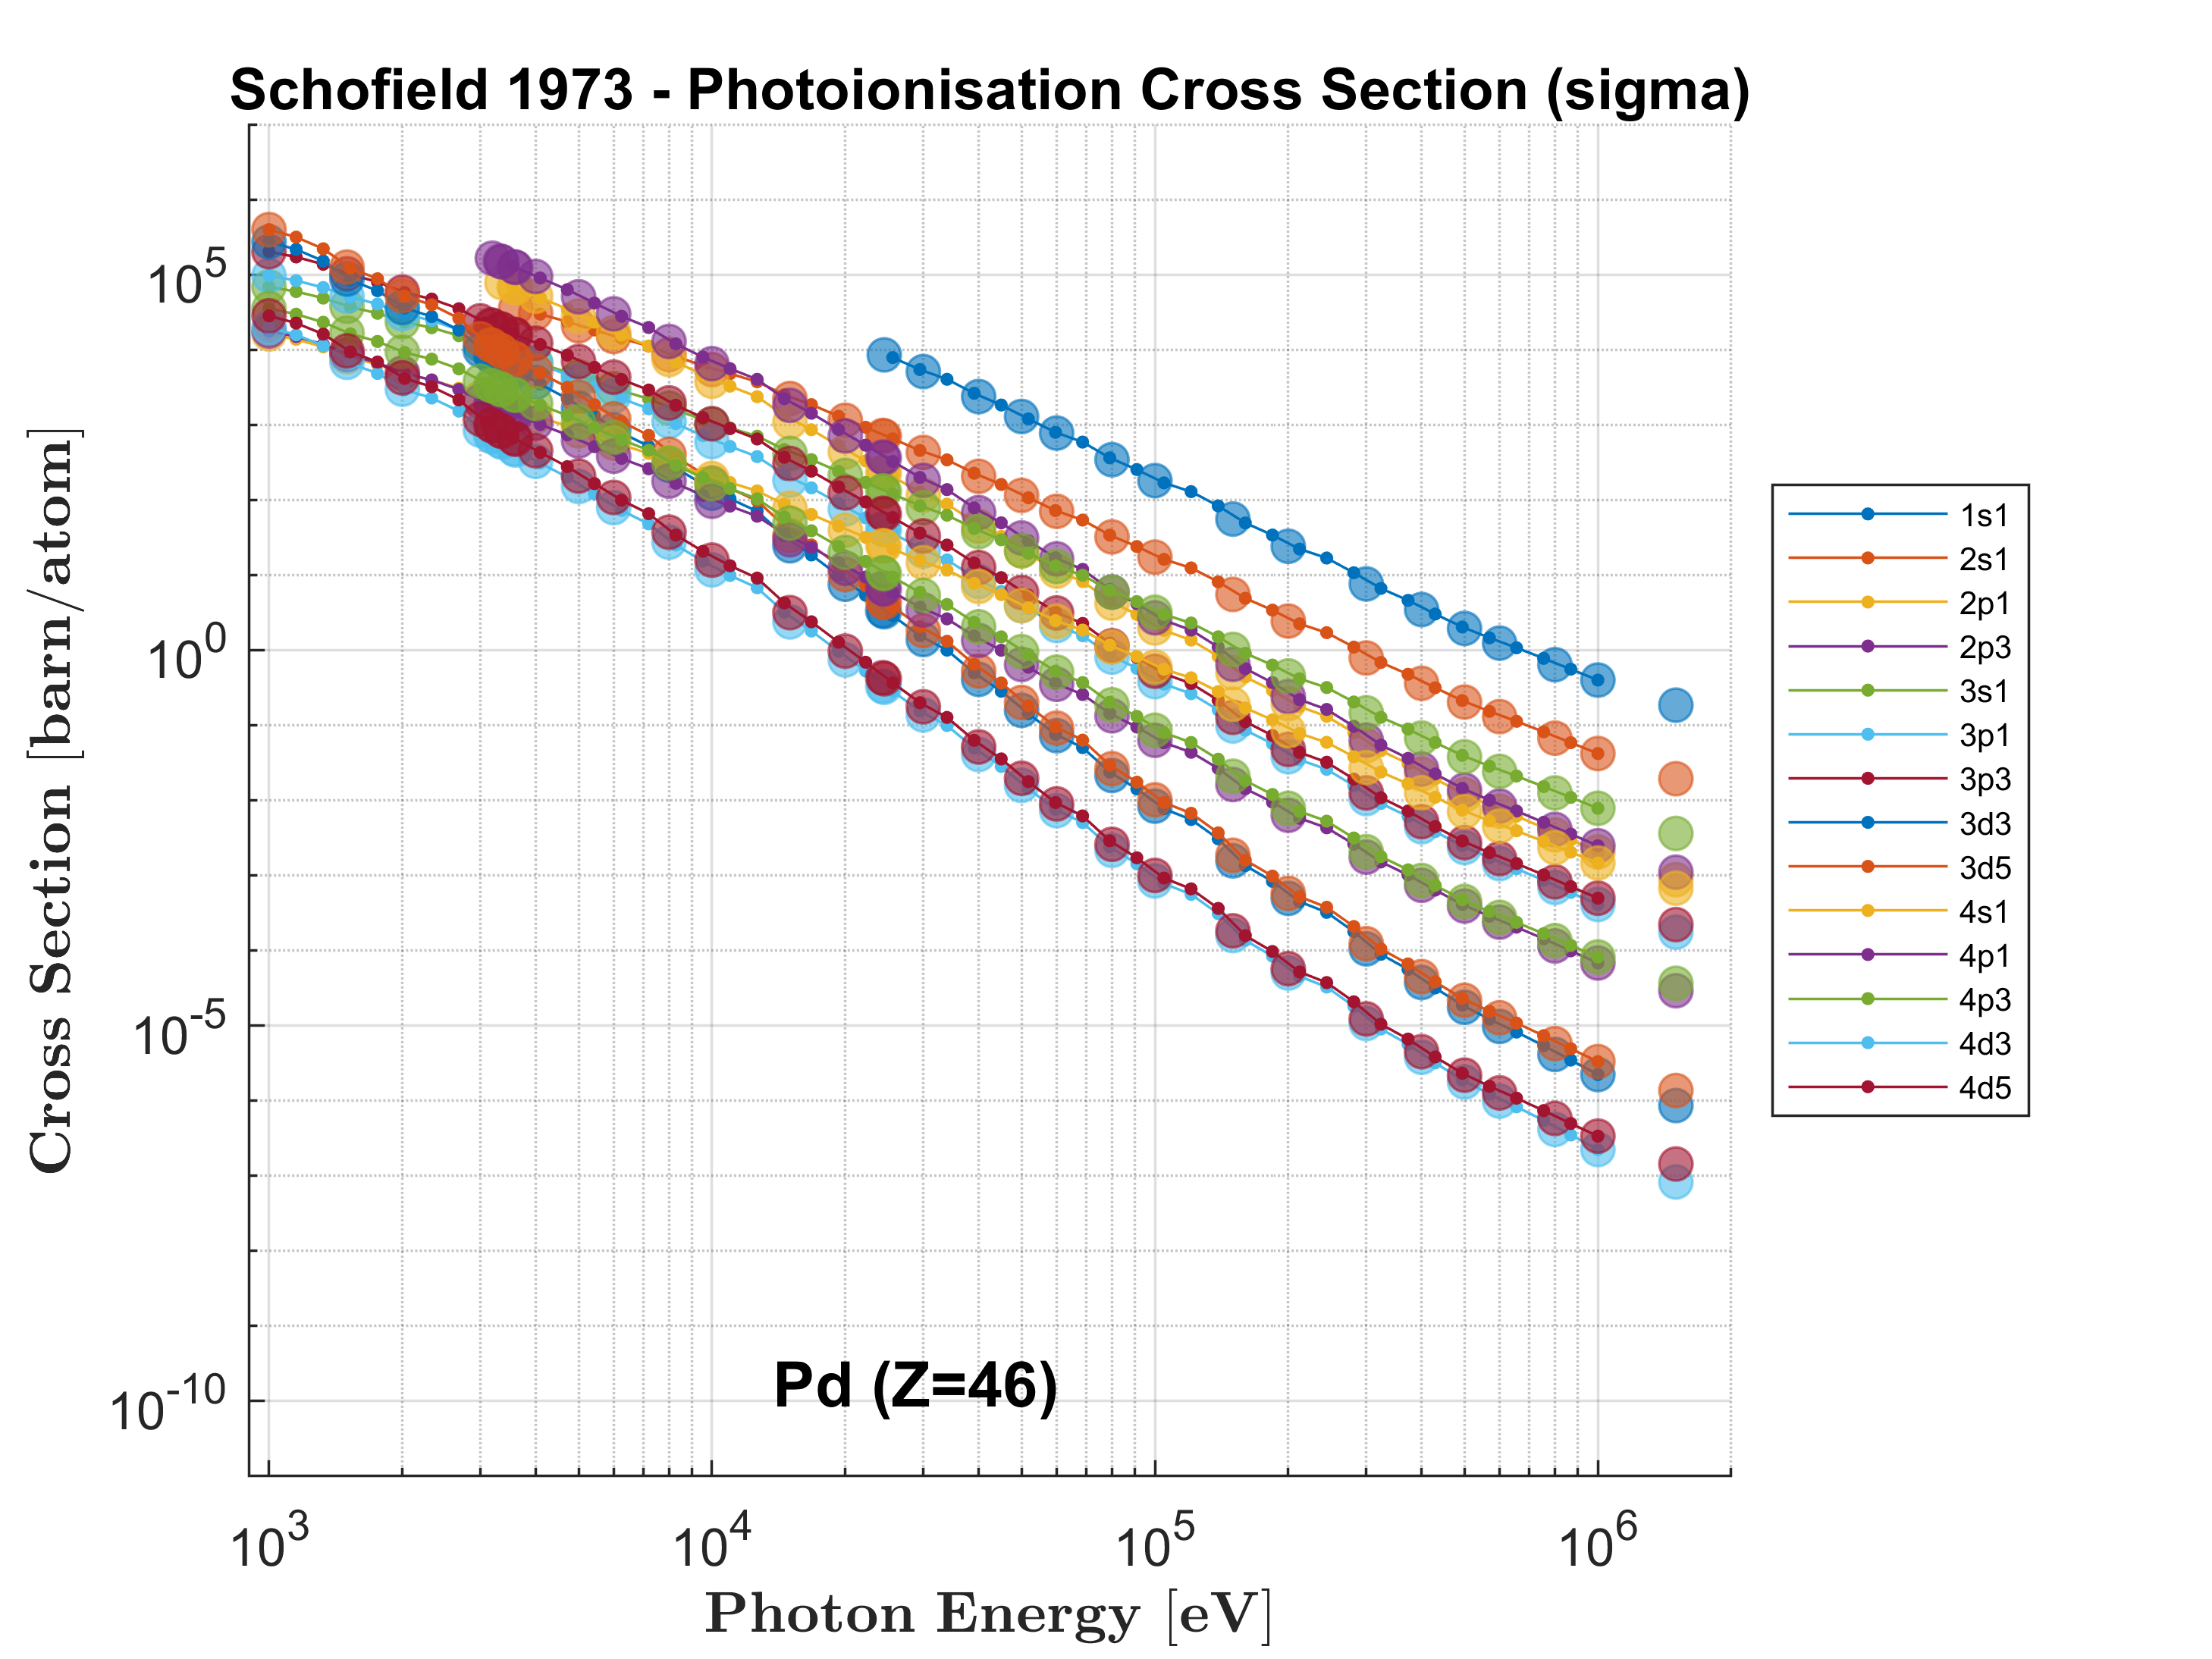 Schofield 1973 - Photoionisation Cross Section (sigma)
Cross Section [barn/atom]
10^5
10^0
10^-5
10^-10
Pd (Z=46)
10^3 10^4 10^5 10^6
Photon Energy [eV]
1s1
2s1
2p1
2p3
3s1
3p1
3p3
3d3
3d5
4s1
4p1
4p3
4d3
4d5